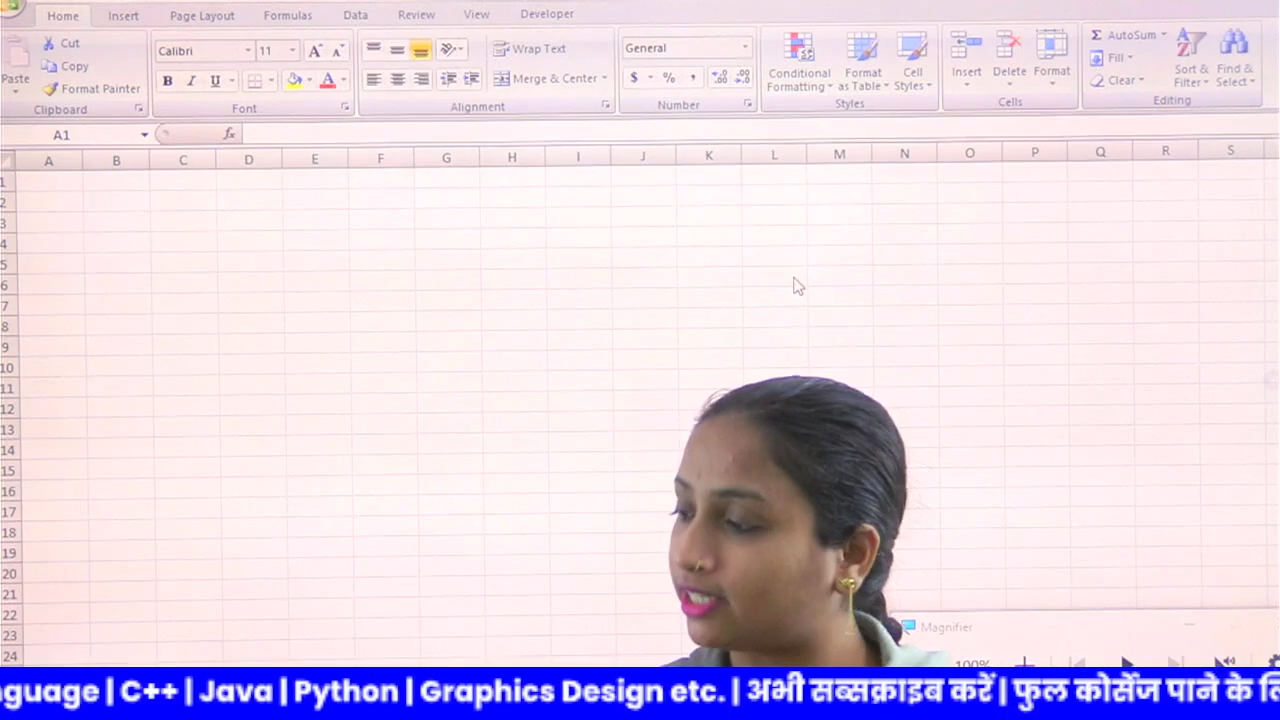 Home Insert Page Layout Formulas Data Review View Developer
Cut
Copy
Format Painter
Paste
Clipboard
Calibri 11
B I U A
Font
Wrap Text
Merge & Center
Alignment
General
$ % ,
Number
Conditional Formatting
Format as Table
Cell Styles
Styles
Insert Delete Format
Cells
Σ AutoSum
Fill
Clear
Sort & Filter
Find & Select
Editing
A1 fx
A B C D E F G H I J K L M N O P Q R S
1
2
3
4
5
6
7
8
9
10
11
12
13
14
15
16
17
18
19
20
21
22
23
24
Magnifier
100%
nguage | C++ | Java | Python | Graphics Design etc. | अभी सब्सक्राइब करें | फुल कोर्सेज पाने के